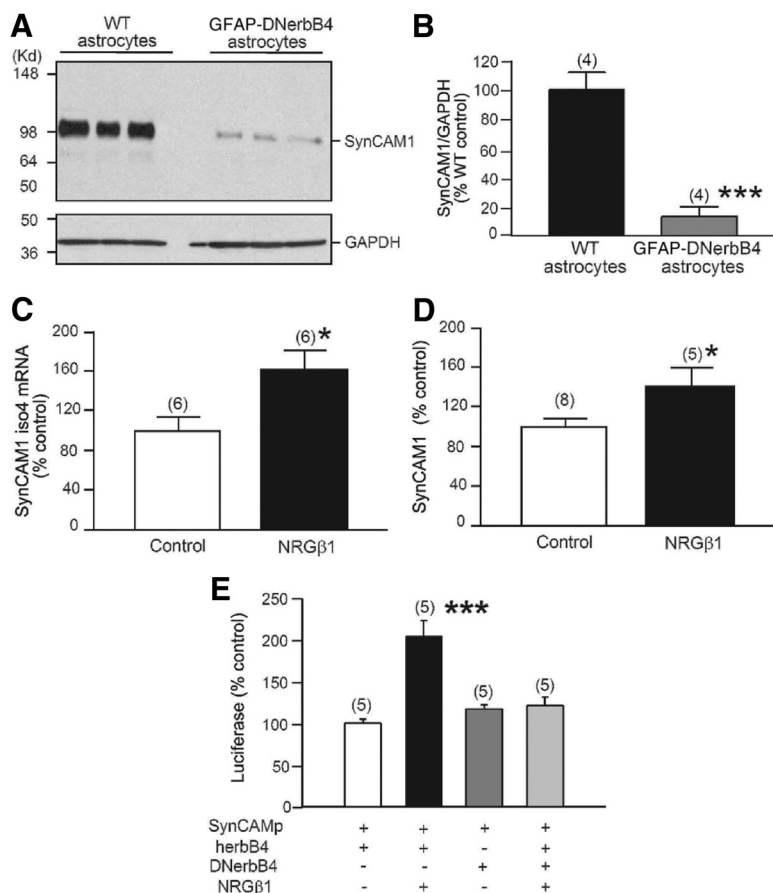 A
WT
astrocytes
GFAP-DNerbB4
astrocytes
(Kd)
148
98
64
50
SynCAM1
50
36
GAPDH
B
SynCAM1/GAPDH
(% WT control)
120
100
80
60
40
20
0
(4)
(4) ***
WT
astrocytes
GFAP-DNerbB4
astrocytes
C
SynCAM1 iso4 mRNA
(% control)
200
160
120
80
40
0
(6)
(6) *
Control
NRGβ1
D
SynCAM1 (% control)
200
160
120
80
40
0
(8)
(5) *
Control
NRGβ1
E
Luciferase (% control)
250
200
150
100
50
0
(5)
(5) ***
(5)
(5)
SynCAMp + + + +
herbB4 + + - +
DNerbB4 - - + +
NRGβ1 - + - +